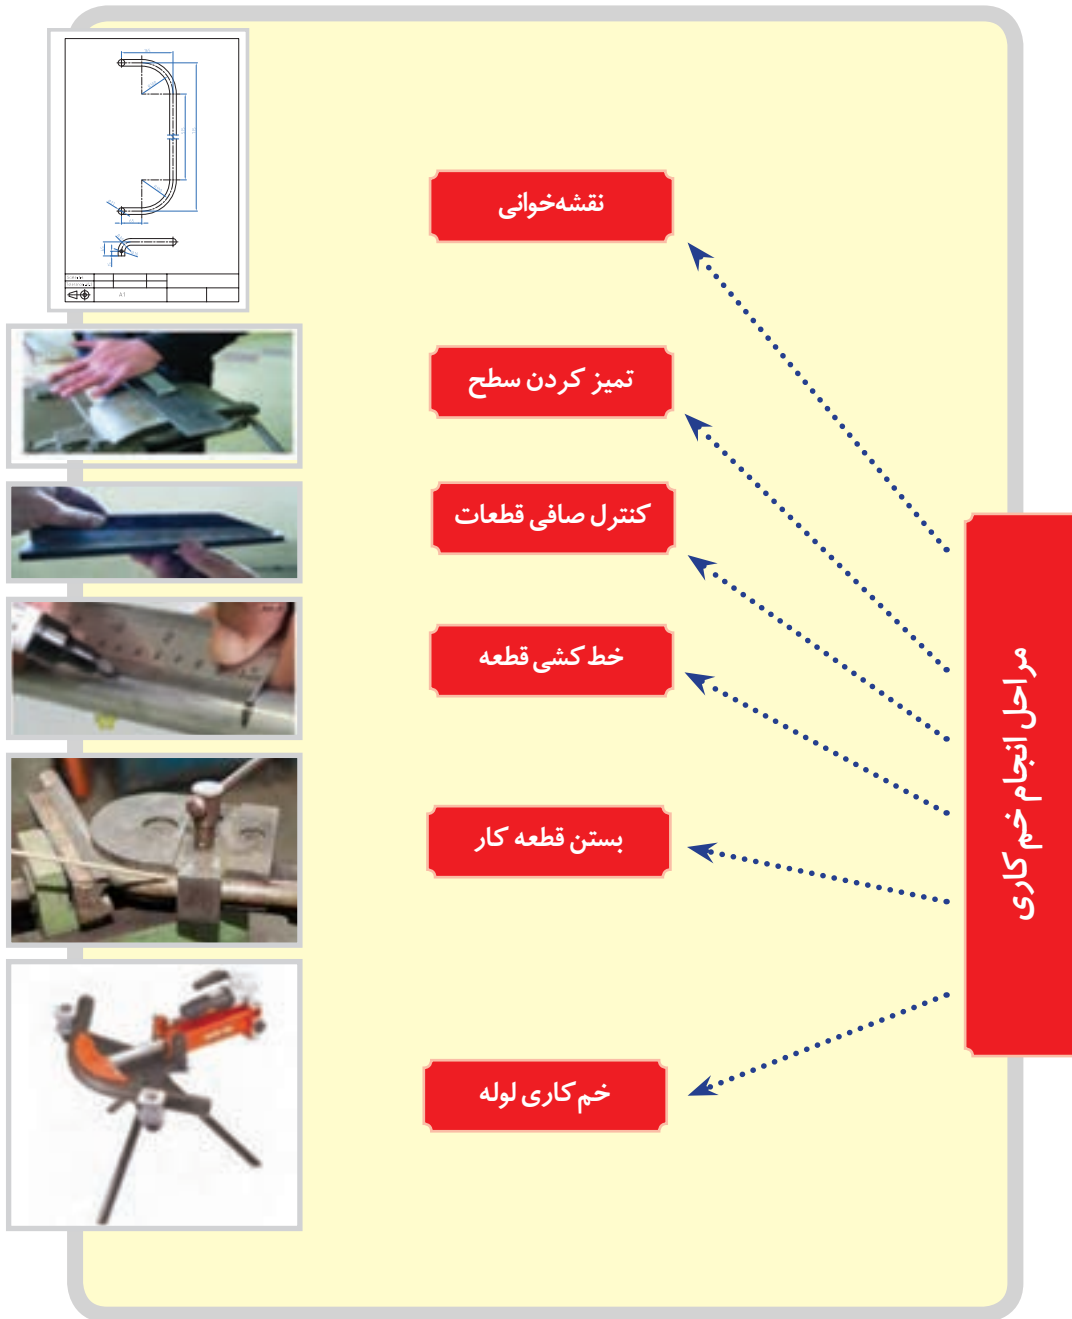 مراحل انجام خم کاری
نقشه‌خوانی
تمیز کردن سطح
کنترل صافی قطعات
خط کشی قطعه
بستن قطعه کار
خم کاری لوله
A1